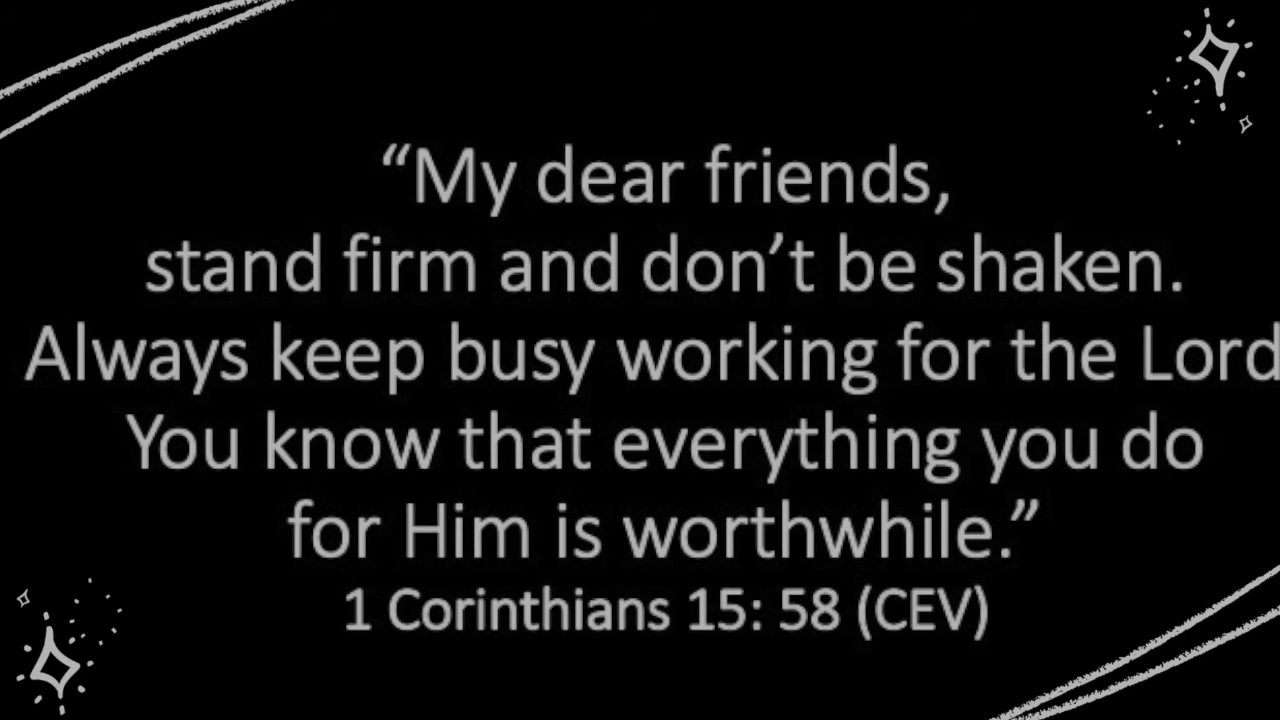 “My dear friends,
stand firm and don’t be shaken.
Always keep busy working for the Lord
You know that everything you do
for Him is worthwhile.”
1 Corinthians 15: 58 (CEV)